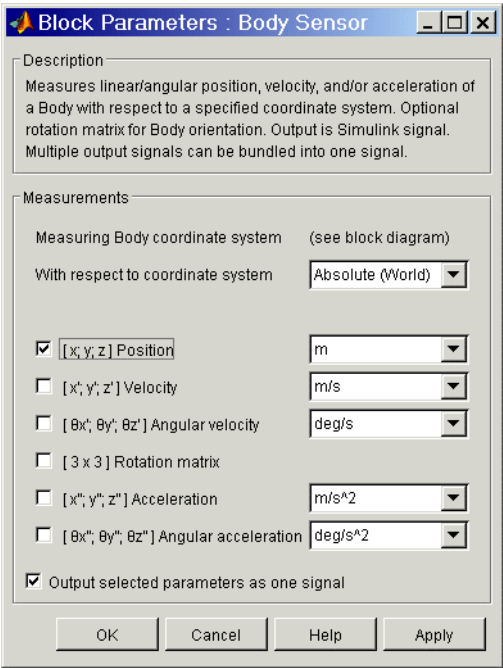 Block Parameters : Body Sensor
Description
Measures linear/angular position, velocity, and/or acceleration of
a Body with respect to a specified coordinate system. Optional
rotation matrix for Body orientation. Output is Simulink signal.
Multiple output signals can be bundled into one signal.
Measurements
Measuring Body coordinate system (see block diagram)
With respect to coordinate system Absolute (World)
[ x; y; z ] Position m
[ x'; y'; z' ] Velocity m/s
[ θx'; θy'; θz' ] Angular velocity deg/s
[ 3 x 3 ] Rotation matrix
[ x''; y''; z'' ] Acceleration m/s^2
[ θx''; θy''; θz'' ] Angular acceleration deg/s^2
Output selected parameters as one signal
OK Cancel Help Apply